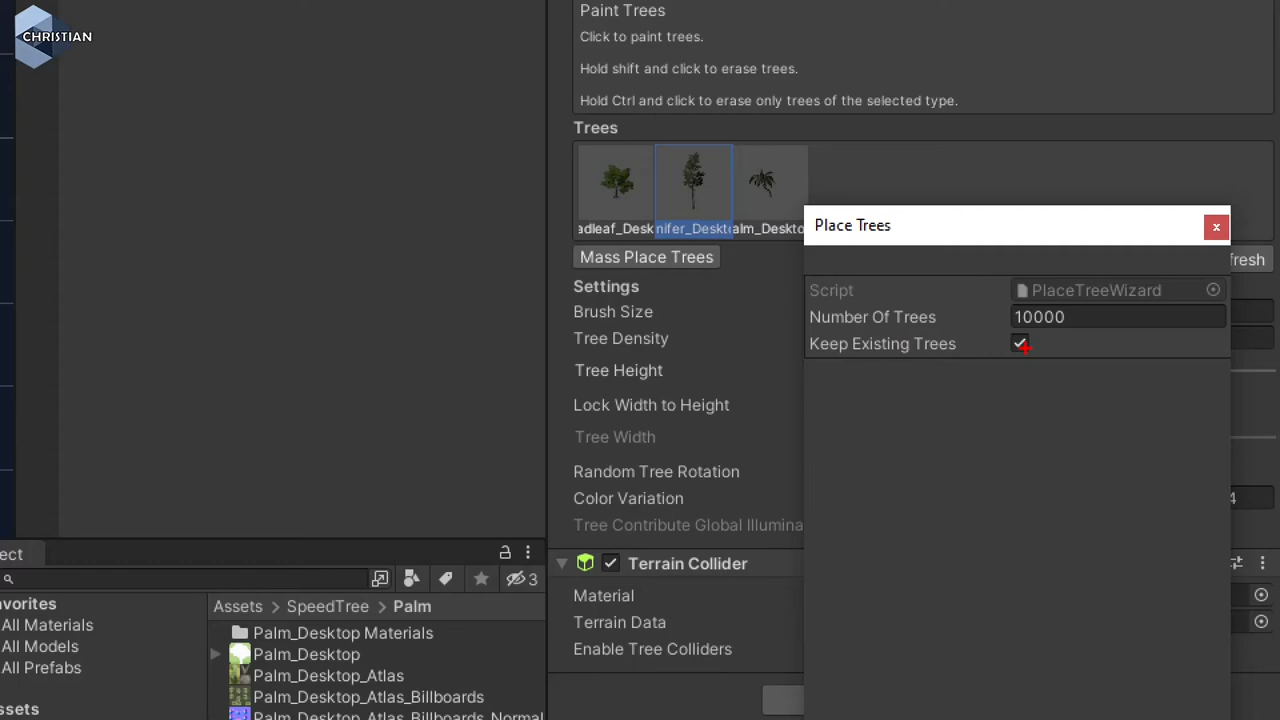 CHRISTIAN
Paint Trees
Click to paint trees.
Hold shift and click to erase trees.
Hold Ctrl and click to erase only trees of the selected type.
Trees
adleaf_Desk nifer_Deskt alm_Deskto
Mass Place Trees
fresh
Settings
Brush Size
Tree Density
Tree Height
Lock Width to Height
Tree Width
Random Tree Rotation
Color Variation
4
Tree Contribute Global Illumina
Place Trees
x
Script PlaceTreeWizard
Number Of Trees 10000
Keep Existing Trees
Terrain Collider
Material
Terrain Data
Enable Tree Colliders
ect
3
avorites
All Materials
All Models
All Prefabs
ssets
Assets > SpeedTree > Palm
Palm_Desktop Materials
Palm_Desktop
Palm_Desktop_Atlas
Palm_Desktop_Atlas_Billboards
Palm_Desktop_Atlas_Billboards_Normal